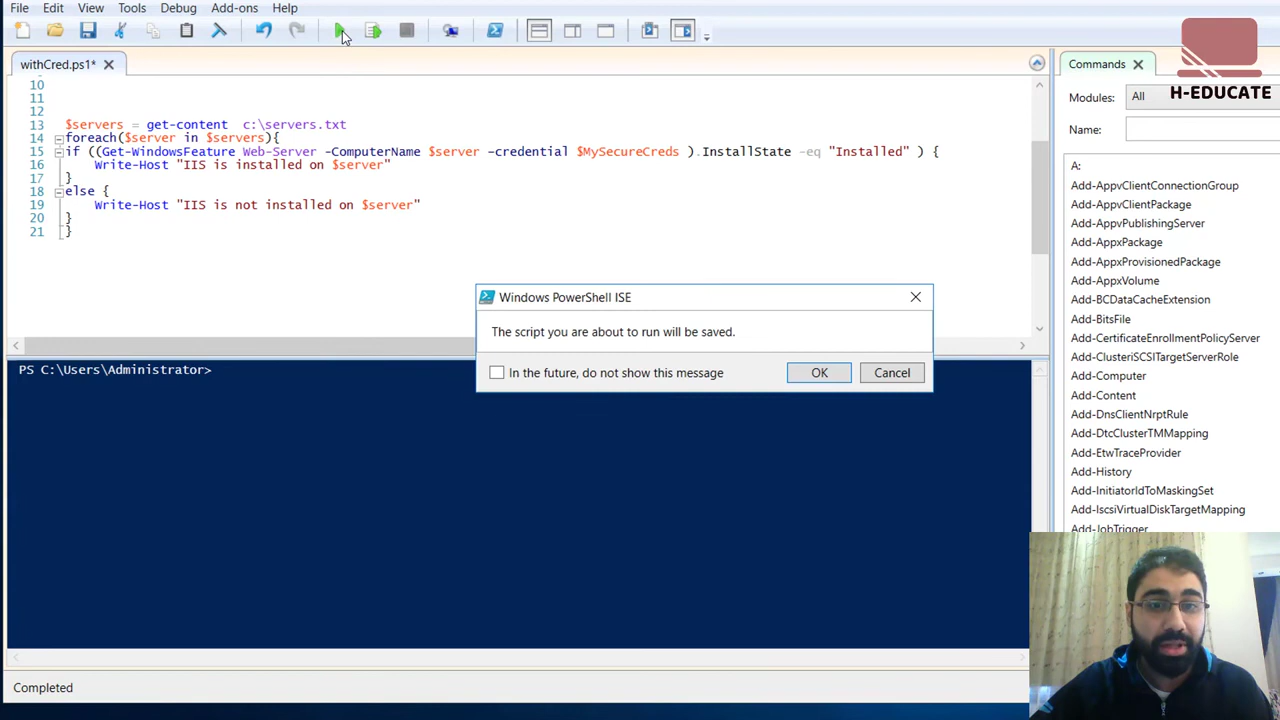 File Edit View Tools Debug Add-ons Help
withCred.ps1*
10
11
12
13 $servers = get-content c:\servers.txt
14 foreach($server in $servers){
15 if ((Get-WindowsFeature Web-Server -ComputerName $server -credential $MySecureCreds ).InstallState -eq "Installed" ) {
16 Write-Host "IIS is installed on $server"
17 }
18 else {
19 Write-Host "IIS is not installed on $server"
20 }
21 }
Windows PowerShell ISE
The script you are about to run will be saved.
In the future, do not show this message
OK
Cancel
PS C:\Users\Administrator>
Completed
Commands
H-EDUCATE
Modules: All
Name:
A:
Add-AppvClientConnectionGroup
Add-AppvClientPackage
Add-AppvPublishingServer
Add-AppxPackage
Add-AppxProvisionedPackage
Add-AppxVolume
Add-BCDataCacheExtension
Add-BitsFile
Add-CertificateEnrollmentPolicyServer
Add-ClusteriSCSITargetServerRole
Add-Computer
Add-Content
Add-DnsClientNrptRule
Add-DtcClusterTMMapping
Add-EtwTraceProvider
Add-History
Add-InitiatorIdToMaskingSet
Add-IscsiVirtualDiskTargetMapping
Add-JobTrigger